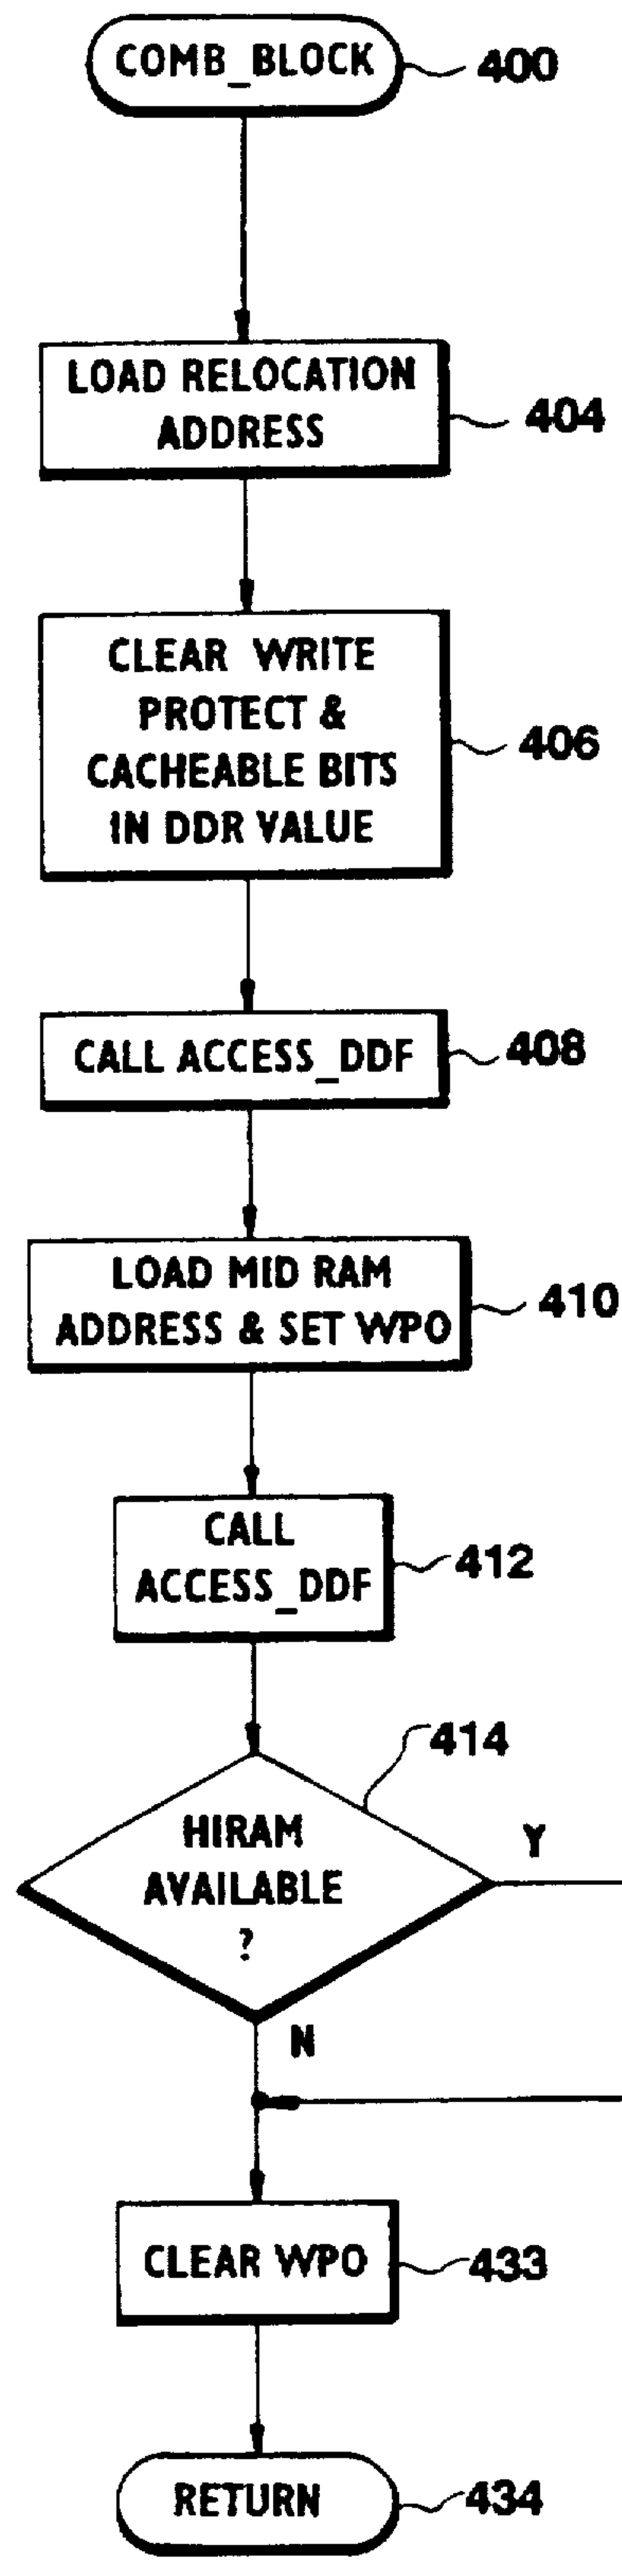 COMB_BLOCK
400
LOAD RELOCATION
ADDRESS
404
CLEAR WRITE
PROTECT &
CACHEABLE BITS
IN DDR VALUE
406
CALL ACCESS_DDF
408
LOAD MID RAM
ADDRESS & SET WPO
410
CALL
ACCESS_DDF
412
414
HIRAM
AVAILABLE
?
Y
N
CLEAR WPO
433
RETURN
434